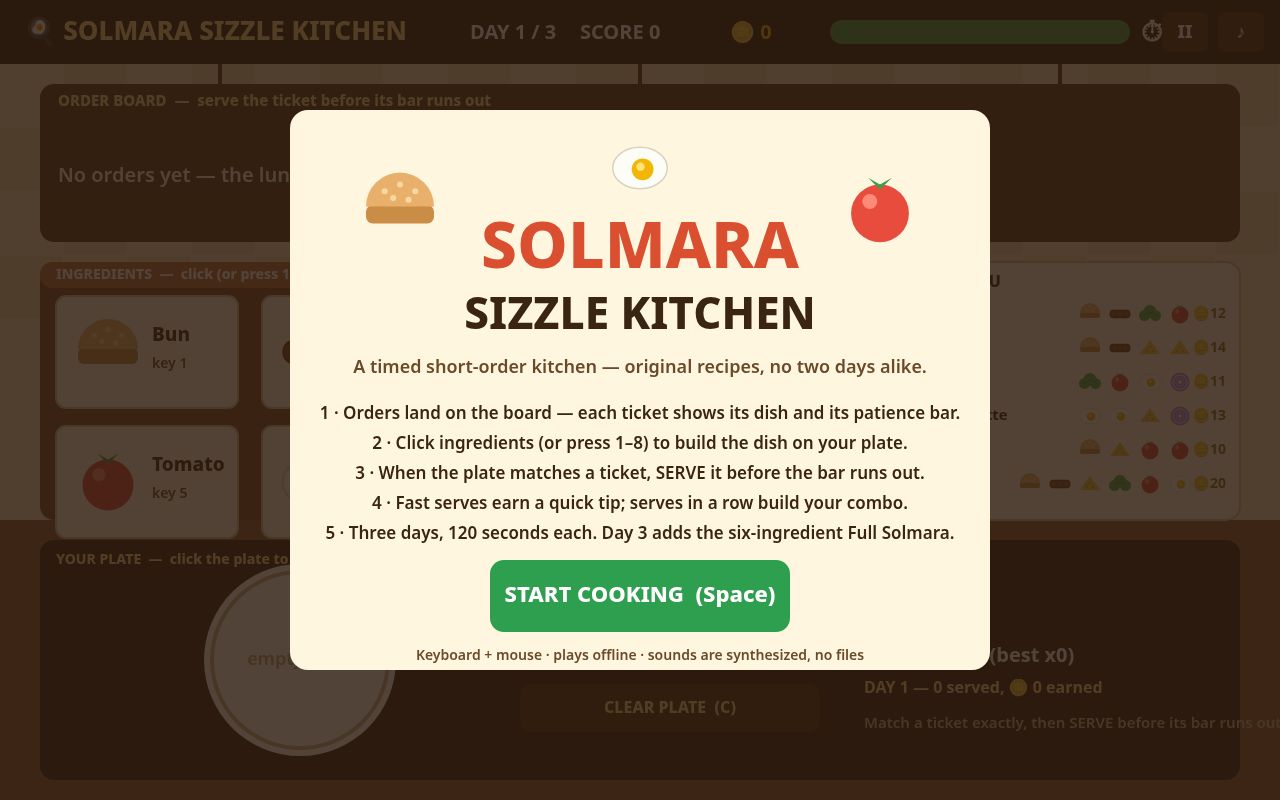 SOLMARA SIZZLE KITCHEN DAY 1 / 3 SCORE 0 0 II ♪
ORDER BOARD — serve the ticket before its bar runs out
No orders yet — the lun
SOLMARA
SIZZLE KITCHEN
A timed short-order kitchen — original recipes, no two days alike.
1 · Orders land on the board — each ticket shows its dish and its patience bar.
2 · Click ingredients (or press 1–8) to build the dish on your plate.
3 · When the plate matches a ticket, SERVE it before the bar runs out.
4 · Fast serves earn a quick tip; serves in a row build your combo.
5 · Three days, 120 seconds each. Day 3 adds the six-ingredient Full Solmara.
START COOKING (Space)
Keyboard + mouse · plays offline · sounds are synthesized, no files
INGREDIENTS — click (or press 1
Bun
key 1
Tomato
key 5
U
12
14
11
tte 13
10
20
YOUR PLATE — click the plate to
emp
CLEAR PLATE (C)
(best x0)
DAY 1 — 0 served, 0 earned
Match a ticket exactly, then SERVE before its bar runs out